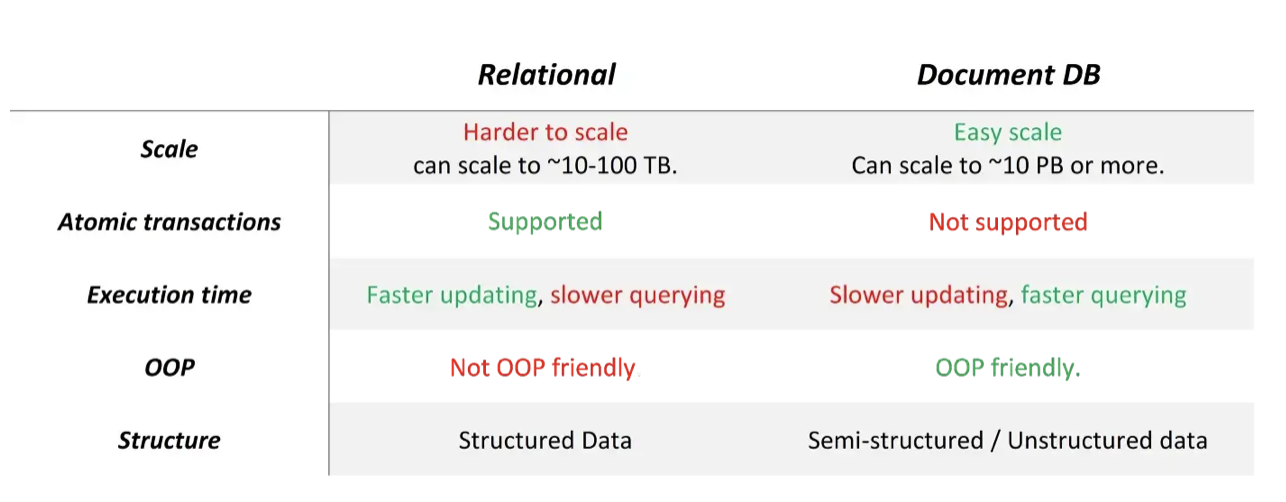 Relational Document DB
Scale Harder to scale Easy scale
can scale to ~10-100 TB. Can scale to ~10 PB or more.
Atomic transactions Supported Not supported
Execution time Faster updating, slower querying Slower updating, faster querying
OOP Not OOP friendly OOP friendly.
Structure Structured Data Semi-structured / Unstructured data